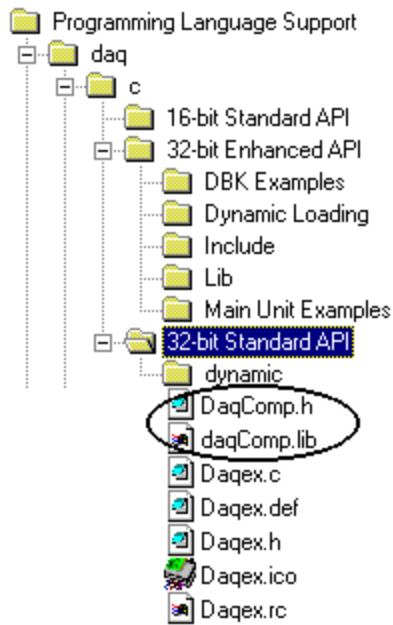 Programming Language Support
daq
c
16-bit Standard API
32-bit Enhanced API
DBK Examples
Dynamic Loading
Include
Lib
Main Unit Examples
32-bit Standard API
dynamic
DaqComp.h
daqComp.lib
Daqex.c
Daqex.def
Daqex.h
Daqex.ico
Daqex.rc